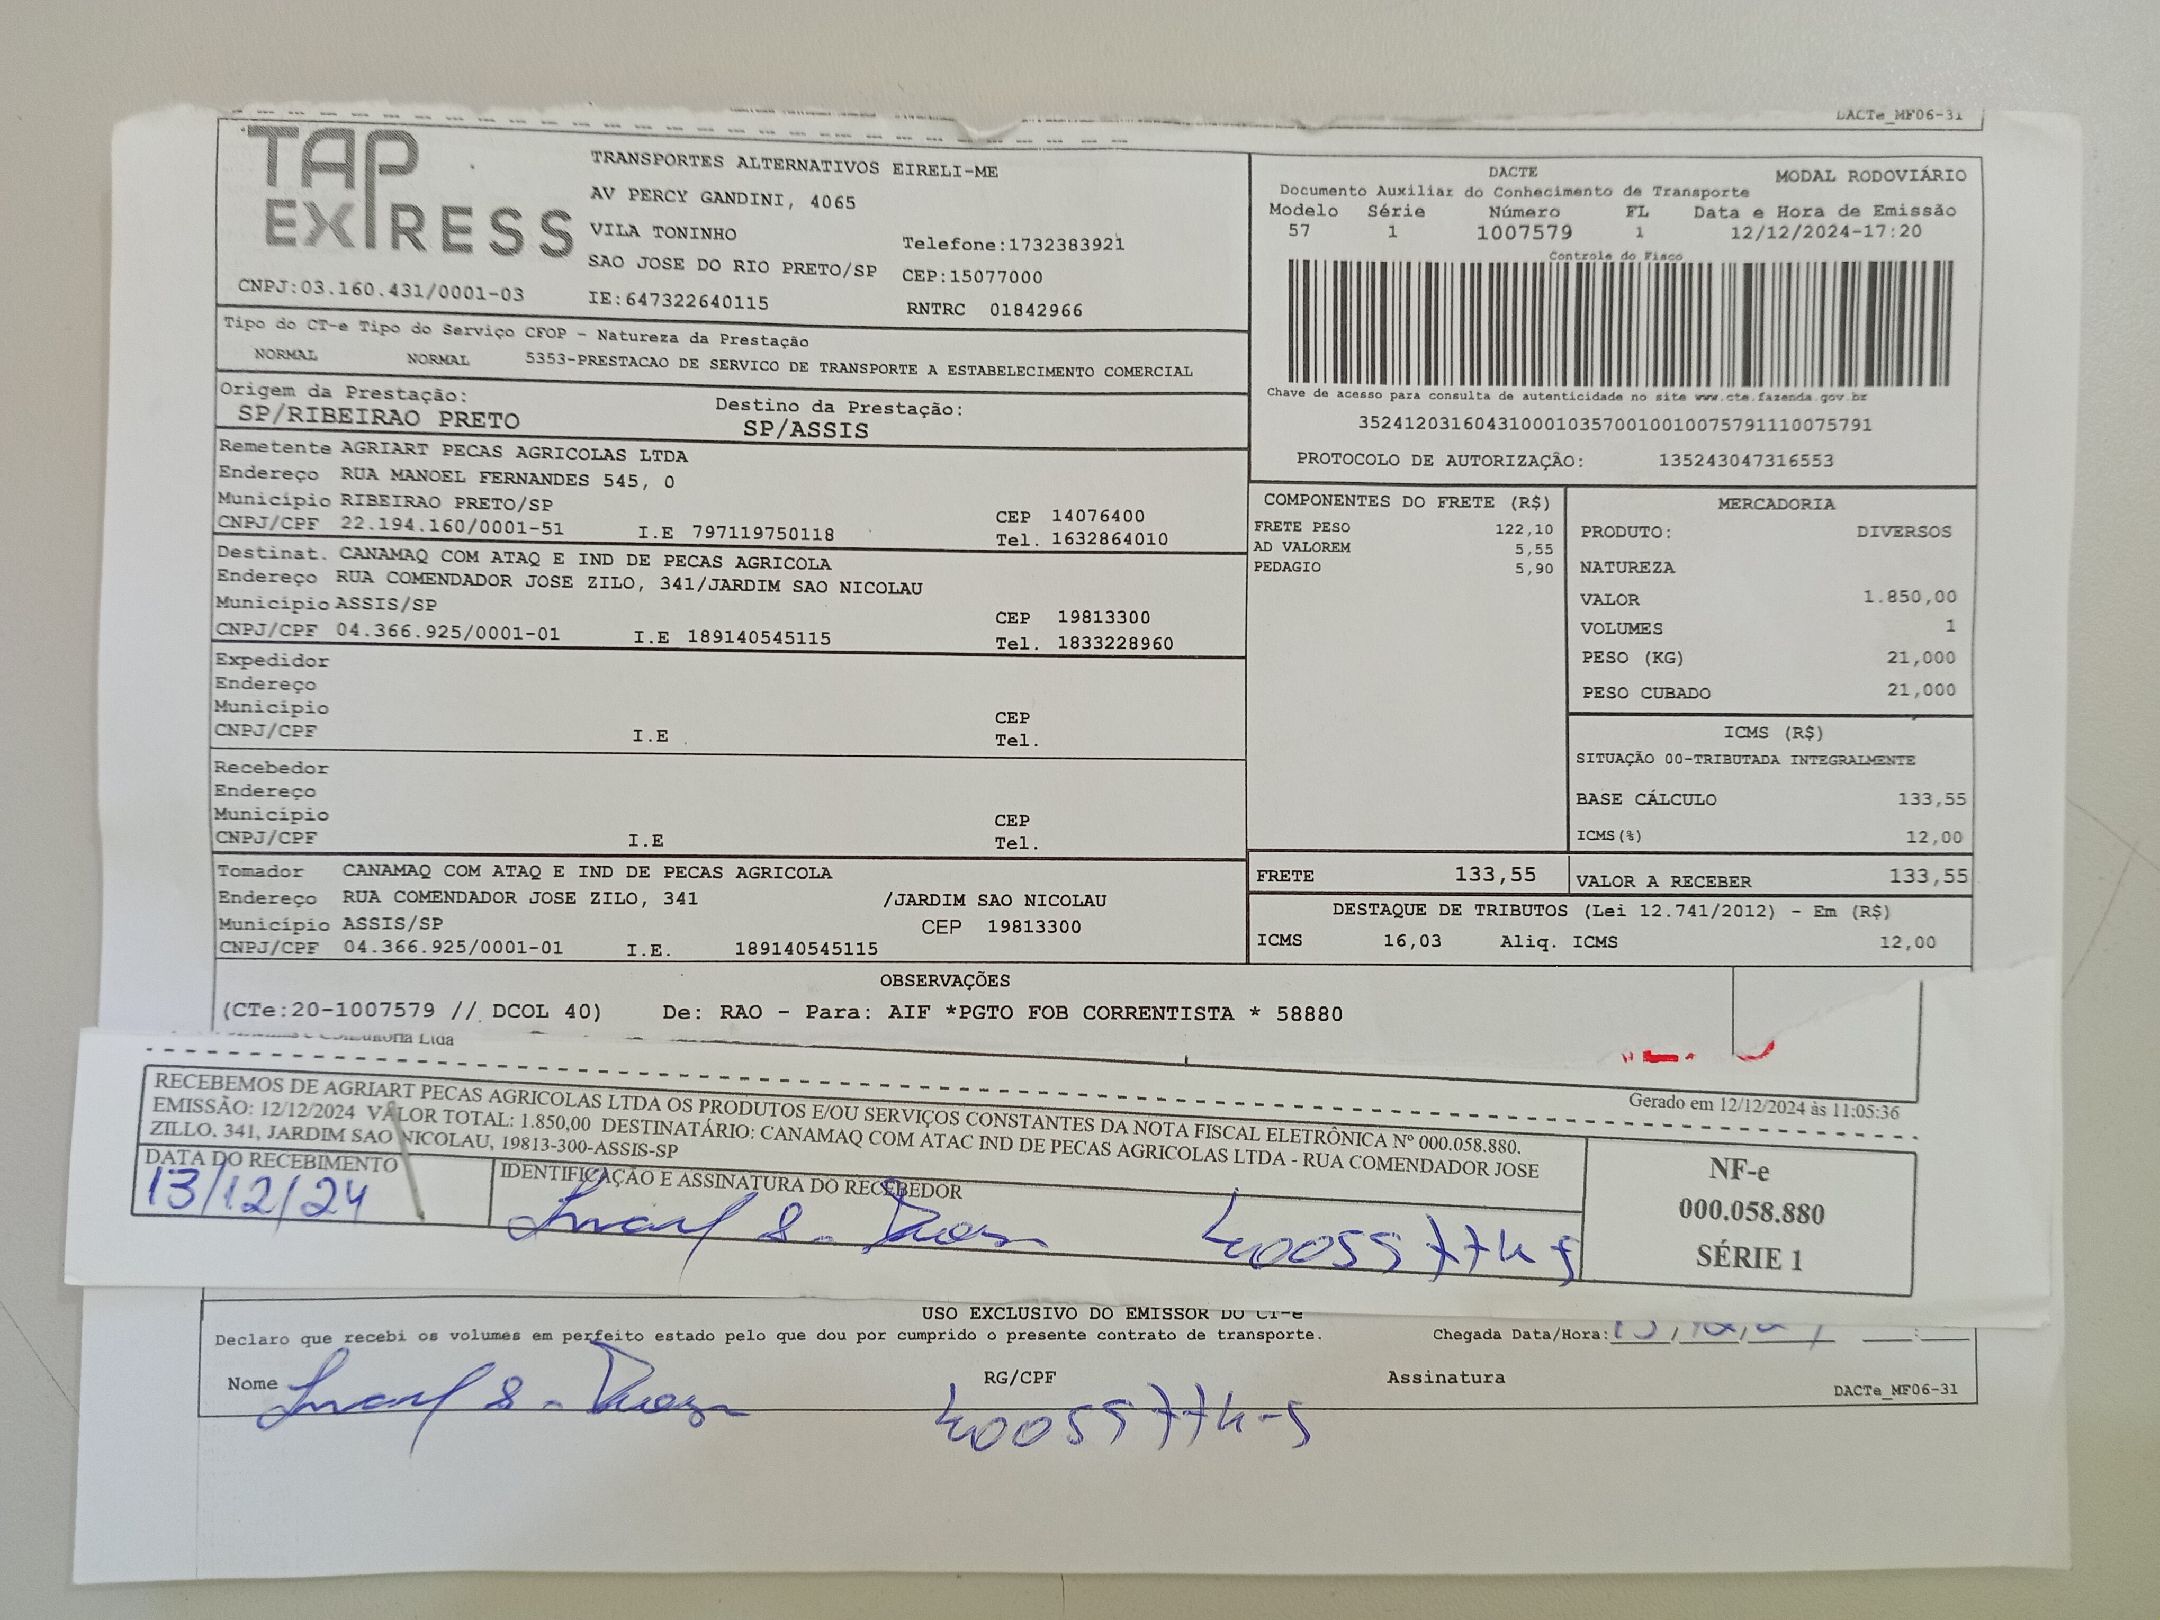 DACTe_MF06-31
TAP EXPRESS
CNPJ:03.160.431/0001-03
TRANSPORTES ALTERNATIVOS EIRELI-ME
AV PERCY GANDINI, 4065
VILA TONINHO
Telefone:1732383921
SAO JOSE DO RIO PRETO/SP CEP:15077000
IE:647322640115 RNTRC 01842966
DACTE MODAL RODOVIÁRIO
Documento Auxiliar do Conhecimento de Transporte
Modelo Série Número FL Data e Hora de Emissão
57 1 1007579 1 12/12/2024-17:20
Controle do Fisco
Chave de acesso para consulta de autenticidade no site www.cte.fazenda.gov.br
35241203160431000103570010010075791110075791
PROTOCOLO DE AUTORIZAÇÃO: 135243047316553
Tipo do CT-e Tipo do Serviço CFOP - Natureza da Prestação
NORMAL NORMAL 5353-PRESTACAO DE SERVICO DE TRANSPORTE A ESTABELECIMENTO COMERCIAL
Origem da Prestação: Destino da Prestação:
SP/RIBEIRAO PRETO SP/ASSIS
Remetente AGRIART PECAS AGRICOLAS LTDA
Endereço RUA MANOEL FERNANDES 545, 0
Município RIBEIRAO PRETO/SP CEP 14076400
CNPJ/CPF 22.194.160/0001-51 I.E 797119750118 Tel. 1632864010
Destinat. CANAMAQ COM ATAQ E IND DE PECAS AGRICOLA
Endereço RUA COMENDADOR JOSE ZILO, 341/JARDIM SAO NICOLAU
Município ASSIS/SP CEP 19813300
CNPJ/CPF 04.366.925/0001-01 I.E 189140545115 Tel. 1833228960
Expedidor
Endereço
Município CEP
CNPJ/CPF I.E Tel.
Recebedor
Endereço
Município CEP
CNPJ/CPF I.E Tel.
Tomador CANAMAQ COM ATAQ E IND DE PECAS AGRICOLA
Endereço RUA COMENDADOR JOSE ZILO, 341 /JARDIM SAO NICOLAU
Município ASSIS/SP CEP 19813300
CNPJ/CPF 04.366.925/0001-01 I.E. 189140545115
COMPONENTES DO FRETE (R$)
FRETE PESO 122,10
AD VALOREM 5,55
PEDAGIO 5,90
MERCADORIA
PRODUTO: DIVERSOS
NATUREZA
VALOR 1.850,00
VOLUMES 1
PESO (KG) 21,000
PESO CUBADO 21,000
ICMS (R$)
SITUAÇÃO 00-TRIBUTADA INTEGRALMENTE
BASE CÁLCULO 133,55
ICMS(%) 12,00
FRETE 133,55 VALOR A RECEBER 133,55
DESTAQUE DE TRIBUTOS (Lei 12.741/2012) - Em (R$)
ICMS 16,03 Aliq. ICMS 12,00
OBSERVAÇÕES
(CTe:20-1007579 // DCOL 40) De: RAO - Para: AIF *PGTO FOB CORRENTISTA * 58880
Ltda
Gerado em 12/12/2024 às 11:05:36
RECEBEMOS DE AGRIART PECAS AGRICOLAS LTDA OS PRODUTOS E/OU SERVIÇOS CONSTANTES DA NOTA FISCAL ELETRÔNICA Nº 000.058.880.
EMISSÃO: 12/12/2024 VALOR TOTAL: 1.850,00 DESTINATÁRIO: CANAMAQ COM ATAC IND DE PECAS AGRICOLAS LTDA - RUA COMENDADOR JOSE
ZILLO, 341, JARDIM SAO NICOLAU, 19813-300-ASSIS-SP
DATA DO RECEBIMENTO
13/12/24
IDENTIFICAÇÃO E ASSINATURA DO RECEBEDOR
NF-e
000.058.880
SÉRIE 1
USO EXCLUSIVO DO EMISSOR DO CT-e
Declaro que recebi os volumes em perfeito estado pelo que dou por cumprido o presente contrato de transporte. Chegada Data/Hora:
Nome RG/CPF Assinatura
DACTe_MF06-31